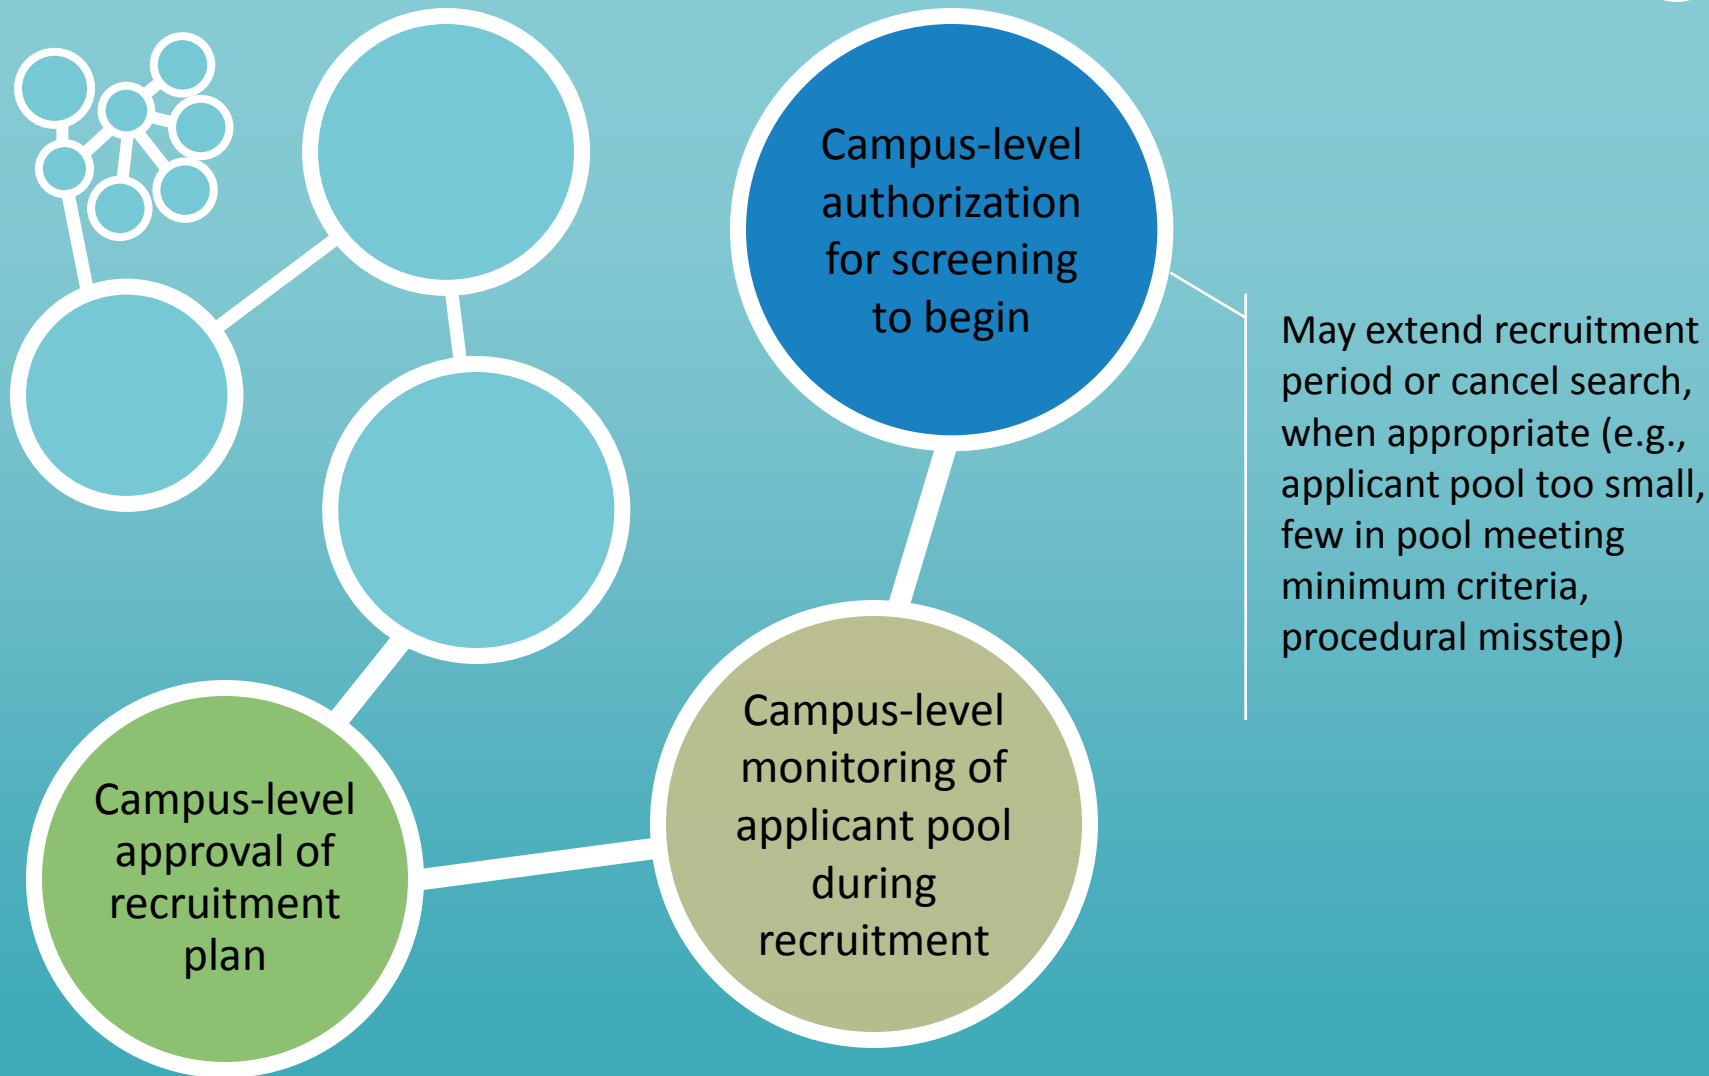 Campus-level
authorization
for screening
to begin
May extend recruitment
period or cancel search,
when appropriate (e.g.,
applicant pool too small,
few in pool meeting
minimum criteria,
procedural misstep)
Campus-level
monitoring of
applicant pool
during
recruitment
Campus-level
approval of
recruitment
plan